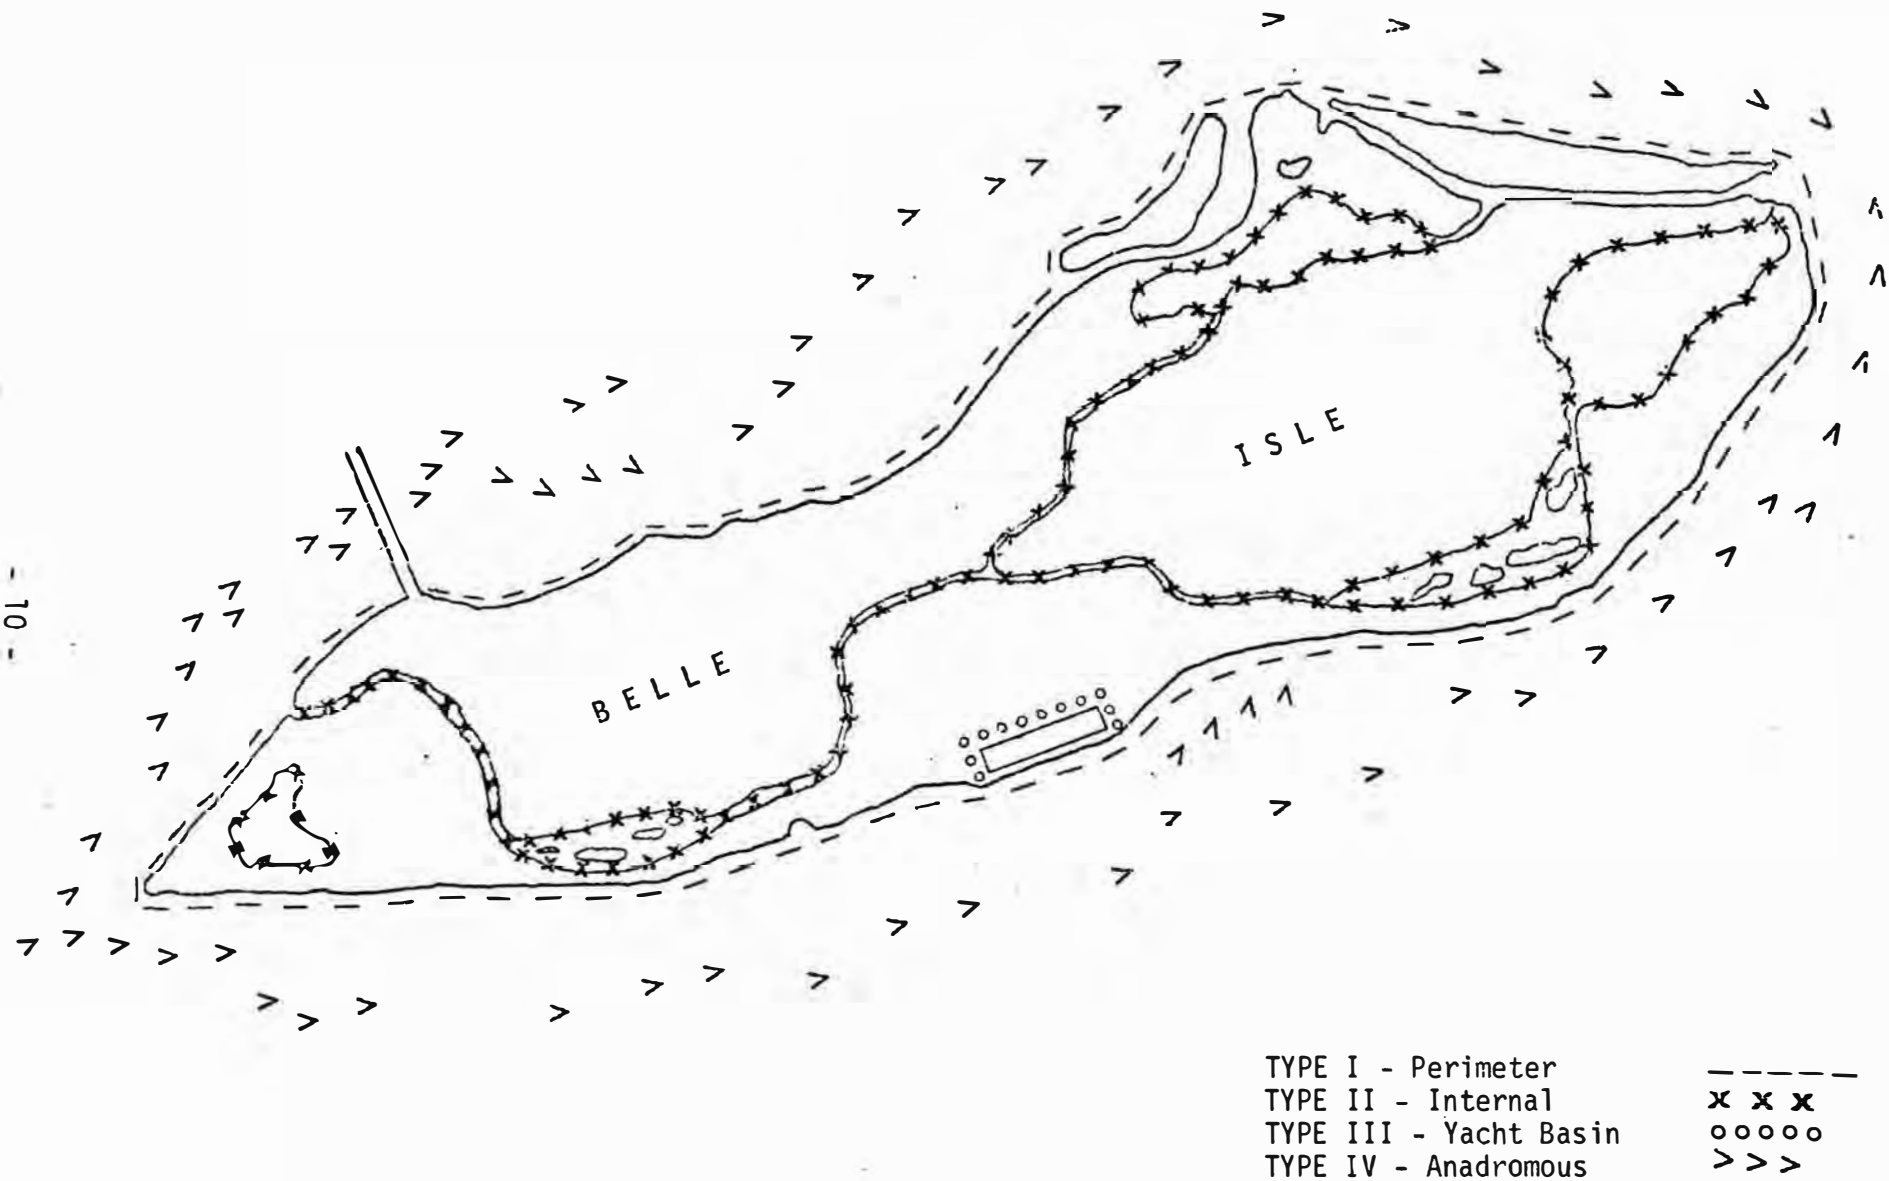 ISLE
BELLE
- 10 -
TYPE I - Perimeter
TYPE II - Internal
TYPE III - Yacht Basin
TYPE IV - Anadromous